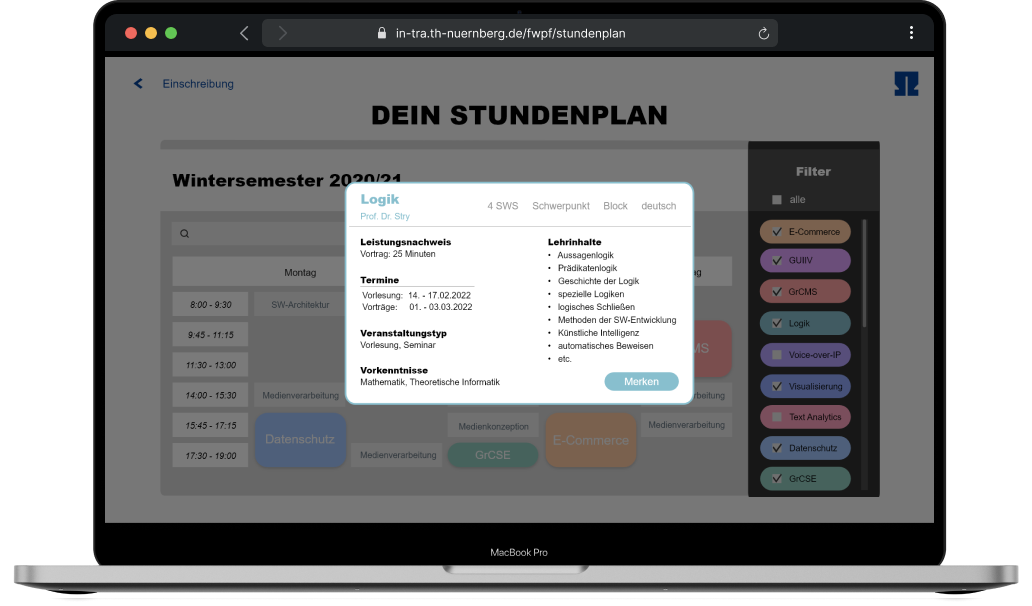 in-tra.th-nuernberg.de/fwpf/stundenplan
Einschreibung
DEIN STUNDENPLAN
Wintersemester 2020/21
Filter
alle
E-Commerce
GUIIV
GrCMS
Logik
Voice-over-IP
Visualisierung
Text Analytics
Datenschutz
GrCSE
Montag
8:00 - 9:30
SW-Architektur
9:45 - 11:15
11:30 - 13:00
14:00 - 15:30
Medienverarbeitung
15:45 - 17:15
Datenschutz
Medienkonzeption
E-Commerce
Medienverarbeitung
17:30 - 19:00
Medienverarbeitung
GrCSE
Logik
Prof. Dr. Stry
4 SWS Schwerpunkt Block deutsch
Leistungsnachweis
Vortrag: 25 Minuten
Termine
Vorlesung: 14. - 17.02.2022
Vorträge: 01. - 03.03.2022
Veranstaltungstyp
Vorlesung, Seminar
Vorkenntnisse
Mathematik, Theoretische Informatik
Lehrinhalte
• Aussagenlogik
• Prädikatenlogik
• Geschichte der Logik
• spezielle Logiken
• logisches Schließen
• Methoden der SW-Entwicklung
• Künstliche Intelligenz
• automatisches Beweisen
• etc.
Merken
MacBook Pro